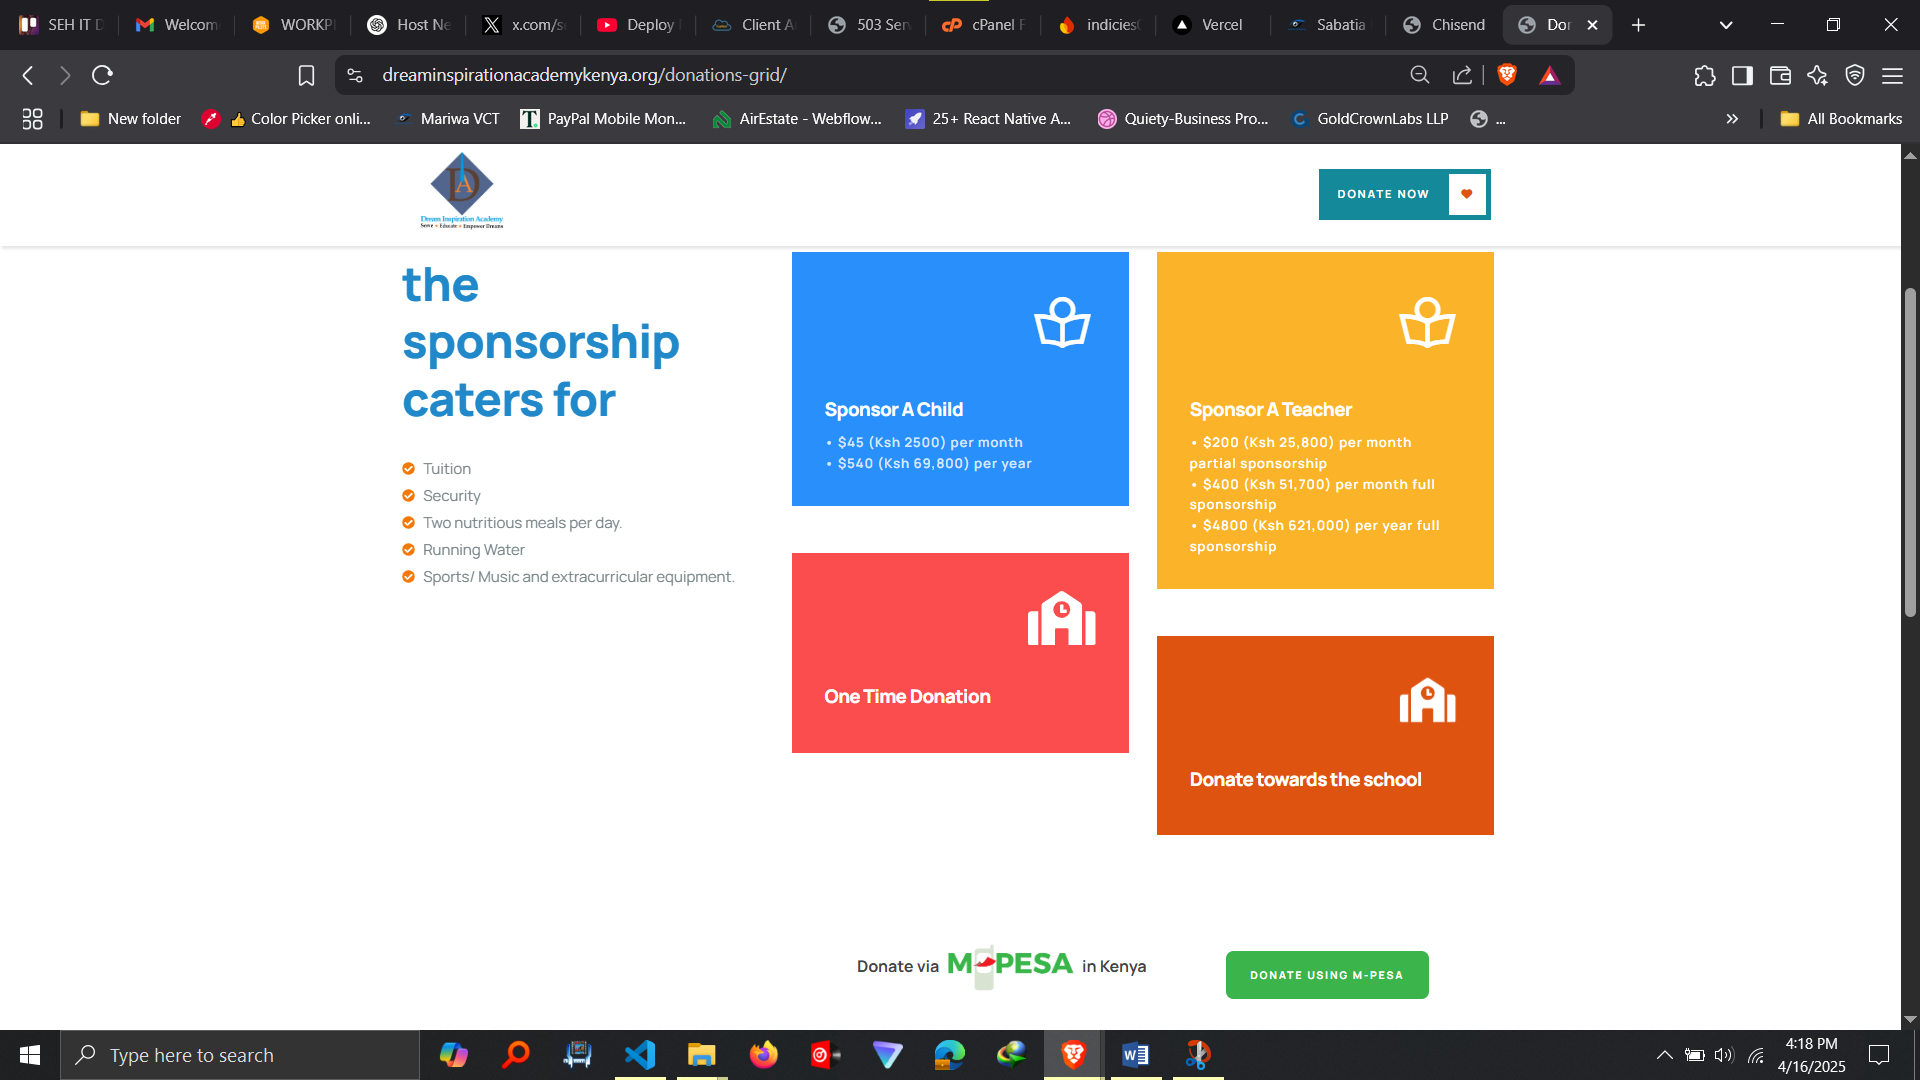 SEH IT D
Welcom
WORKPI
Host Ne
x.com/se
Deploy
Client A
503 Serv
cPanel F
indicies
Vercel
Sabatia
Chisend
Don
dreaminspirationacademykenya.org/donations-grid/
New folder
👍 Color Picker onli...
Mariwa VCT
PayPal Mobile Mon...
AirEstate - Webflow...
25+ React Native A...
Quiety-Business Pro...
GoldCrownLabs LLP
...
All Bookmarks
Dream Inspiration Academy
Serve • Educate • Empower Dreams
DONATE NOW
the
sponsorship
caters for
Tuition
Security
Two nutritious meals per day.
Running Water
Sports/ Music and extracurricular equipment.
Sponsor A Child
• $45 (Ksh 2500) per month
• $540 (Ksh 69,800) per year
Sponsor A Teacher
• $200 (Ksh 25,800) per month
partial sponsorship
• $400 (Ksh 51,700) per month full
sponsorship
• $4800 (Ksh 621,000) per year full
sponsorship
One Time Donation
Donate towards the school
Donate via M-PESA in Kenya
DONATE USING M-PESA
Type here to search
4:18 PM
4/16/2025